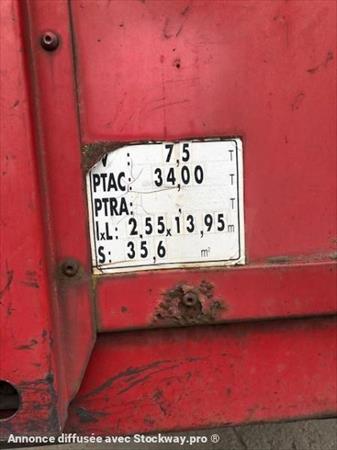 V : 7,5 T
PTAC: 34,00 T
PTRA: . T
lxL: 2,55x13,95 m
S: 35,6 m²
Annonce diffusée avec Stockway.pro ®